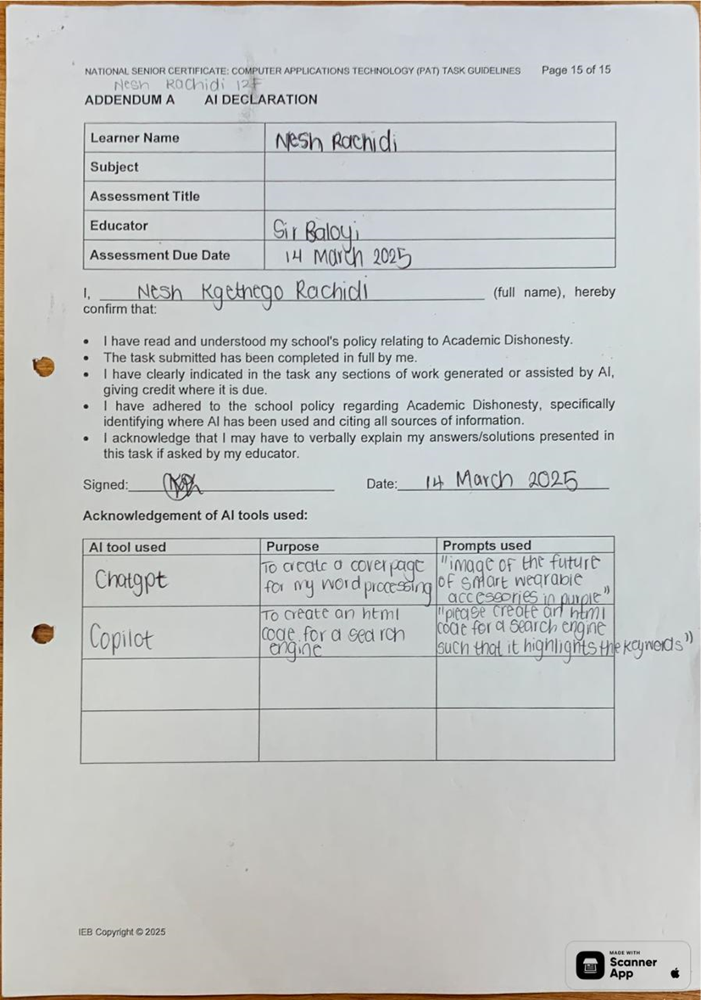 NATIONAL SENIOR CERTIFICATE: COMPUTER APPLICATIONS TECHNOLOGY (PAT) TASK GUIDELINES Page 15 of 15
Nesh Rachidi 12F
ADDENDUM A AI DECLARATION
Learner Name Nesh Rachidi
Subject
Assessment Title
Educator Sir Baloyi
Assessment Due Date 14 March 2025
I, Nesh Kgethego Rachidi (full name), hereby
confirm that:
• I have read and understood my school's policy relating to Academic Dishonesty.
• The task submitted has been completed in full by me.
• I have clearly indicated in the task any sections of work generated or assisted by AI,
giving credit where it is due.
• I have adhered to the school policy regarding Academic Dishonesty, specifically
identifying where AI has been used and citing all sources of information.
• I acknowledge that I may have to verbally explain my answers/solutions presented in
this task if asked by my educator.
Signed: Date: 14 March 2025
Acknowledgement of AI tools used:
AI tool used Purpose Prompts used
Chatgpt
To create a coverpage
for my word processing
"image of the future
of smart wearable
accessories in purple"
Copilot
To create an html
code for a search
engine
"please create an html
code for a search engine
such that it highlights the keywords"
IEB Copyright © 2025
MADE WITH
Scanner
App